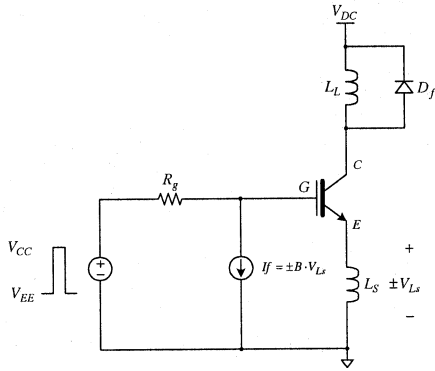 V_DC
L_L
D_f
C
R_g
G
E
V_CC
+
−
V_EE
If = ±B·V_Ls
+
L_S ±V_Ls
−